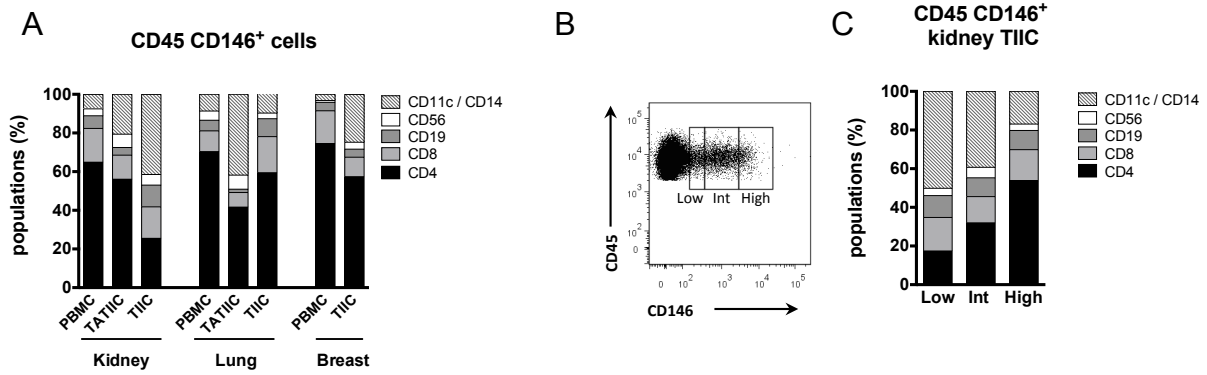 A
CD45 CD146+ cells
populations (%)
100
80
60
40
20
0
PBMC
TATIIC
TIIC
PBMC
TATIIC
TIIC
PBMC
TIIC
Kidney
Lung
Breast
CD11c / CD14
CD56
CD19
CD8
CD4
B
CD45
10^5
10^4
10^3
10^2
0
Low Int High
0 10^2 10^3 10^4 10^5
CD146
C
CD45 CD146+
kidney TIIC
populations (%)
100
80
60
40
20
0
Low Int High
CD11c / CD14
CD56
CD19
CD8
CD4